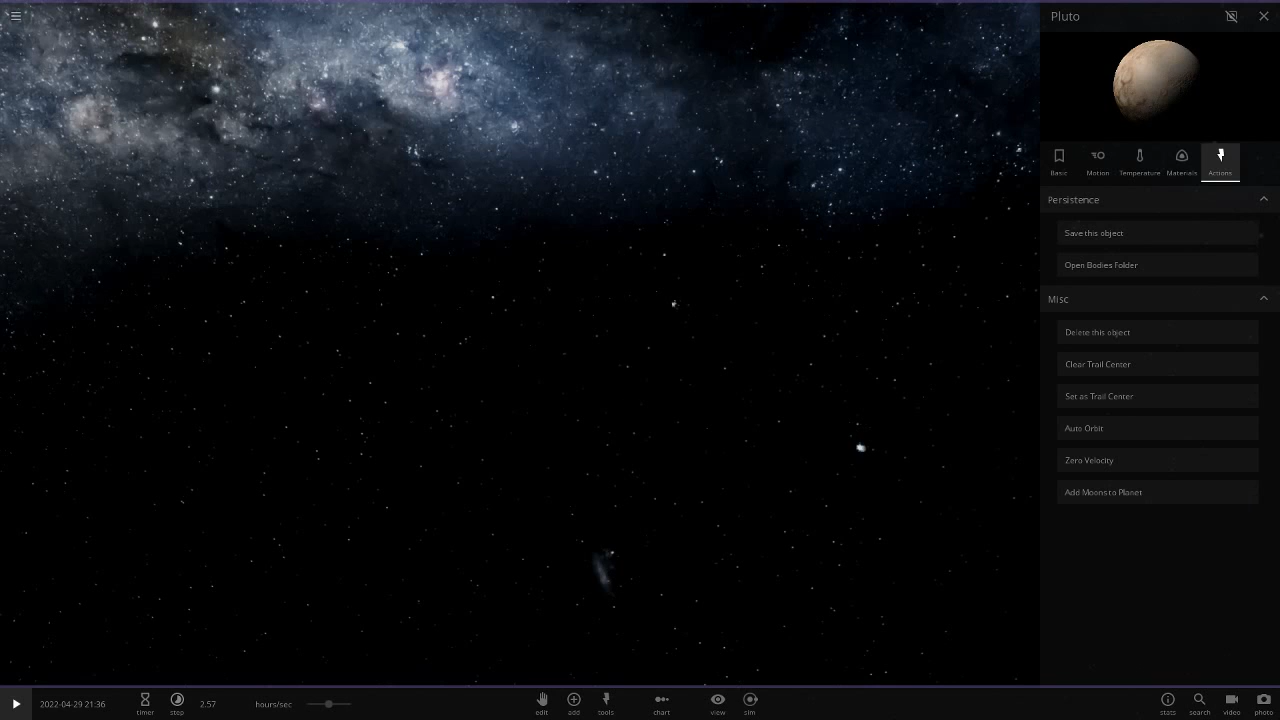 Pluto
Basic Motion Temperature Materials Actions
Persistence
Save this object
Open Bodies Folder
Misc
Delete this object
Clear Trail Center
Set as Trail Center
Auto Orbit
Zero Velocity
Add Moons to Planet
2022-04-29 21:36 timer step 2.57 hours/sec edit add tools chart view sim stats search video photo